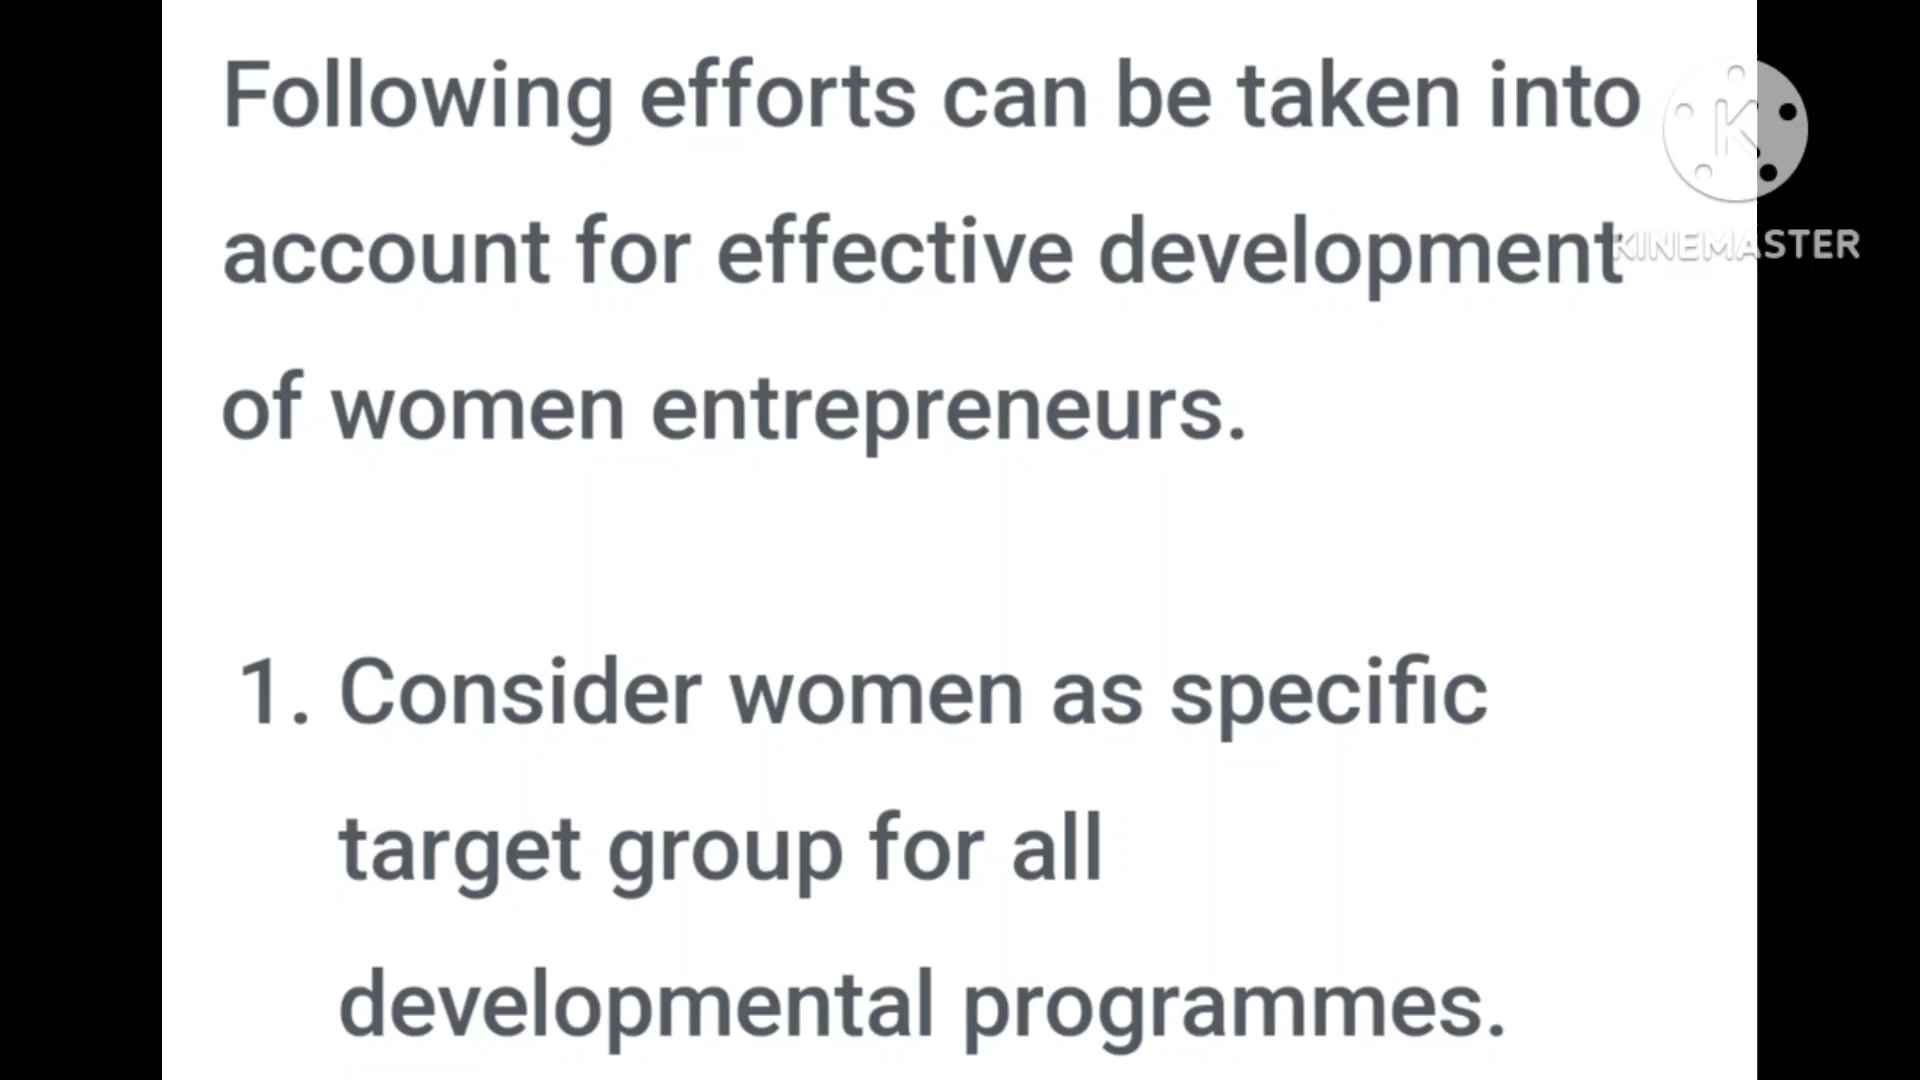 Following efforts can be taken into
account for effective development
of women entrepreneurs.
1. Consider women as specific
target group for all
developmental programmes.
K
KINEMASTER